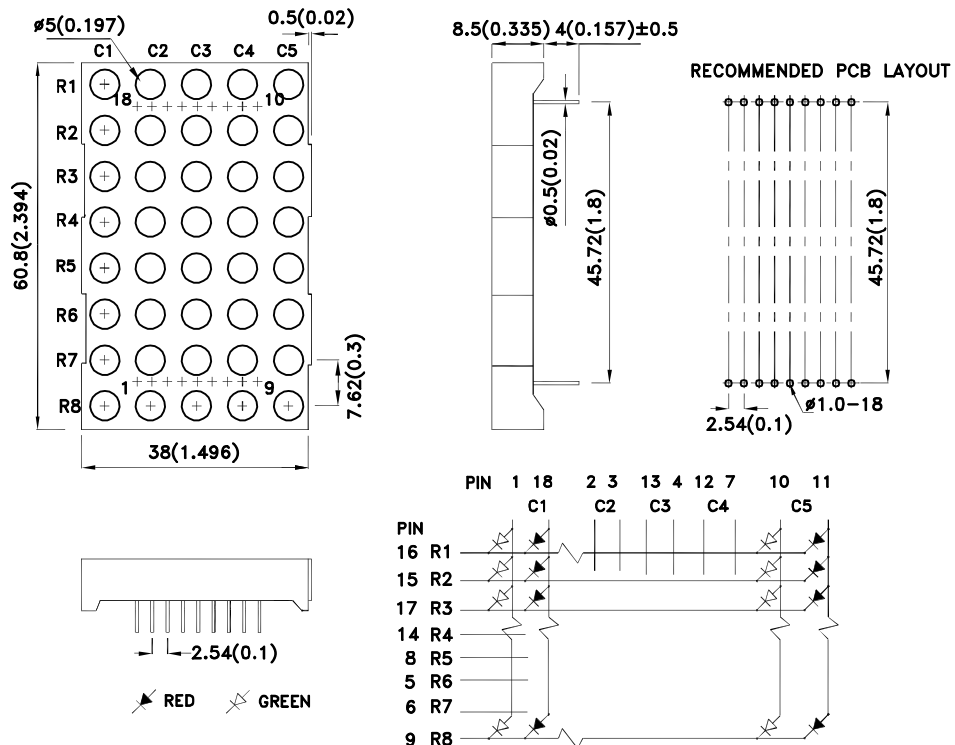 ø5(0.197)
0.5(0.02)
C1 C2 C3 C4 C5
R1
18 10
R2
R3
R4
R5
R6
R7
1 9
R8
60.8(2.394)
7.62(0.3)
38(1.496)
8.5(0.335) 4(0.157)±0.5
ø0.5(0.02)
45.72(1.8)
RECOMMENDED PCB LAYOUT
45.72(1.8)
ø1.0-18
2.54(0.1)
2.54(0.1)
RED GREEN
PIN 1 18 2 3 13 4 12 7 10 11
C1 C2 C3 C4 C5
PIN
16 R1
15 R2
17 R3
14 R4
8 R5
5 R6
6 R7
9 R8